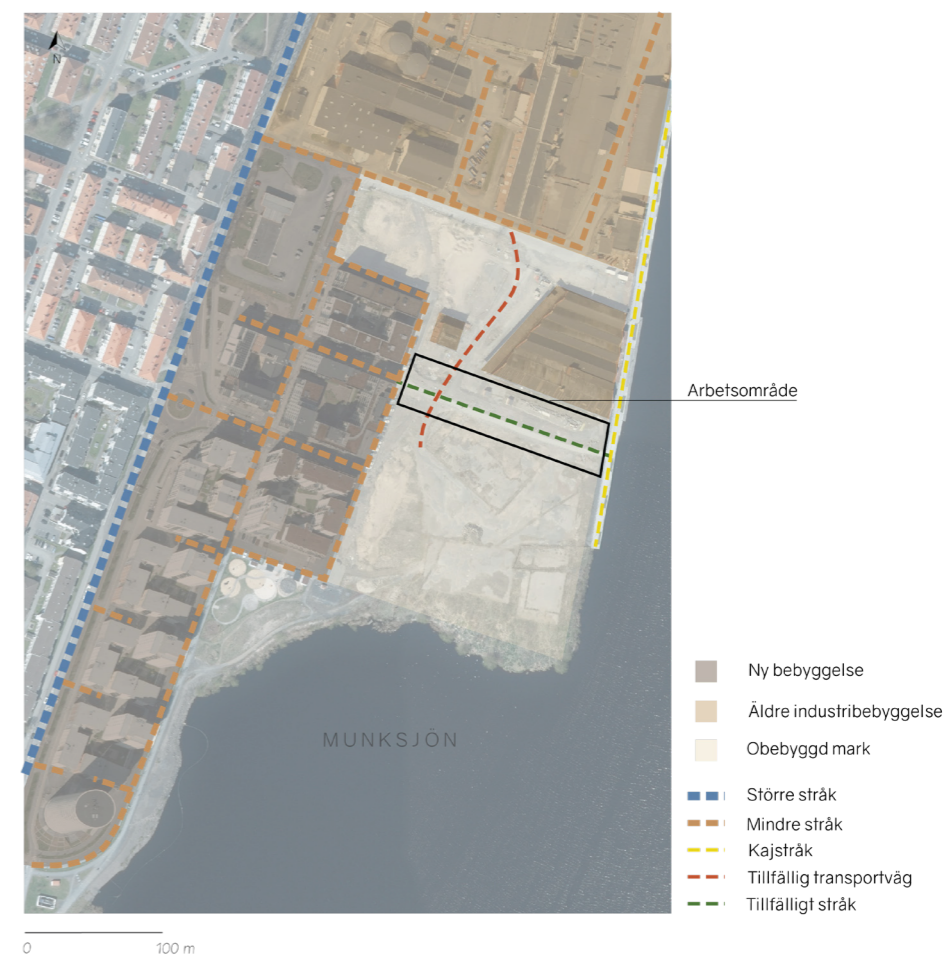 N
Arbetsområde
MUNKSJÖN
Ny bebyggelse
Äldre industribebyggelse
Obebyggd mark
Större stråk
Mindre stråk
Kajstråk
Tillfällig transportväg
Tillfälligt stråk
0 100 m